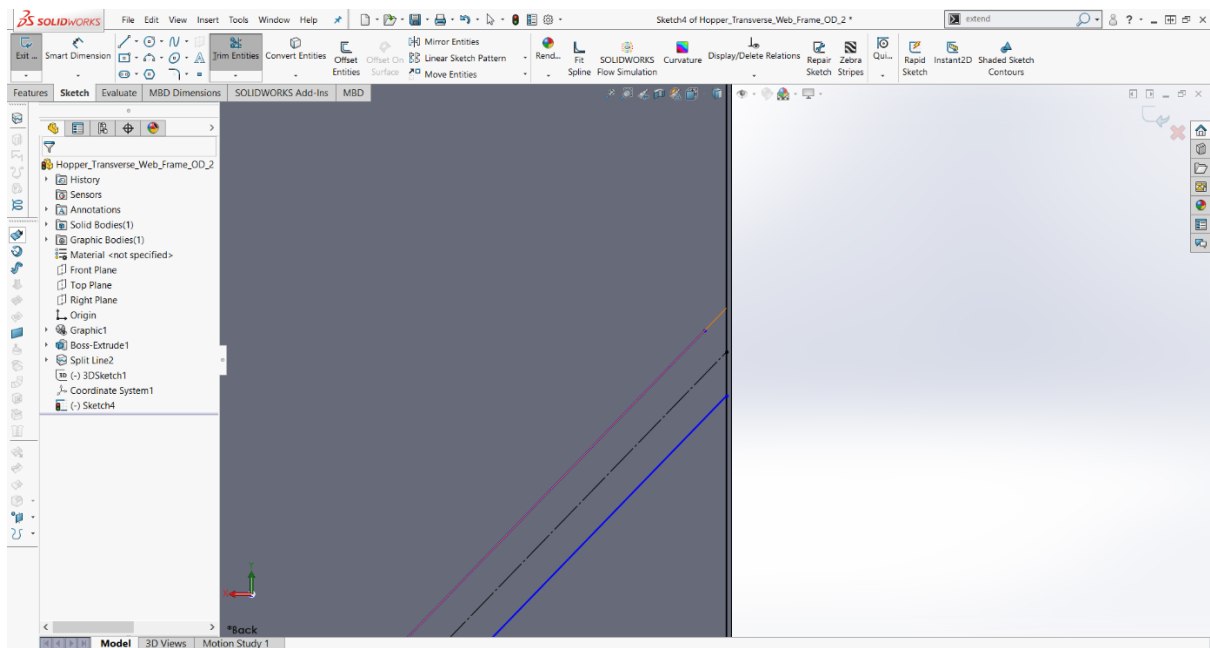 SOLIDWORKS File Edit View Insert Tools Window Help Sketch4 of Hopper_Transverse_Web_Frame_OD_2 * extend
Exit ... Smart Dimension Trim Entities Convert Entities Offset Entities Offset On Surface Mirror Entities Linear Sketch Pattern Move Entities Rend... Fit Spline SOLIDWORKS Flow Simulation Curvature Display/Delete Relations Repair Sketch Zebra Stripes Qui... Rapid Sketch Instant2D Shaded Sketch Contours
Features Sketch Evaluate MBD Dimensions SOLIDWORKS Add-Ins MBD
Hopper_Transverse_Web_Frame_OD_2
History
Sensors
Annotations
Solid Bodies(1)
Graphic Bodies(1)
Material <not specified>
Front Plane
Top Plane
Right Plane
Origin
Graphic1
Boss-Extrude1
Split Line2
(-) 3DSketch1
Coordinate System1
(-) Sketch4
Y
*Back
Model 3D Views Motion Study 1